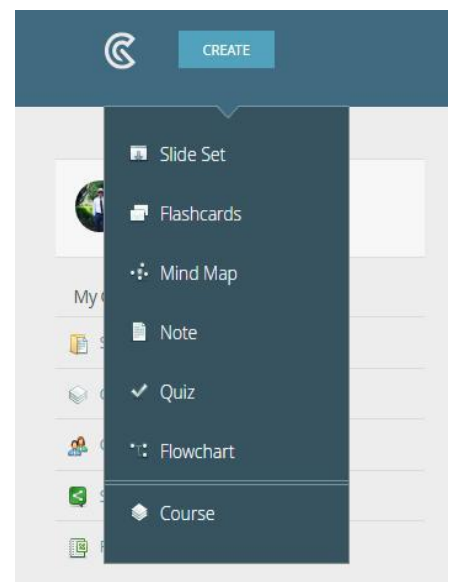 CREATE
Slide Set
Flashcards
Mind Map
My
Note
Quiz
Flowchart
Course